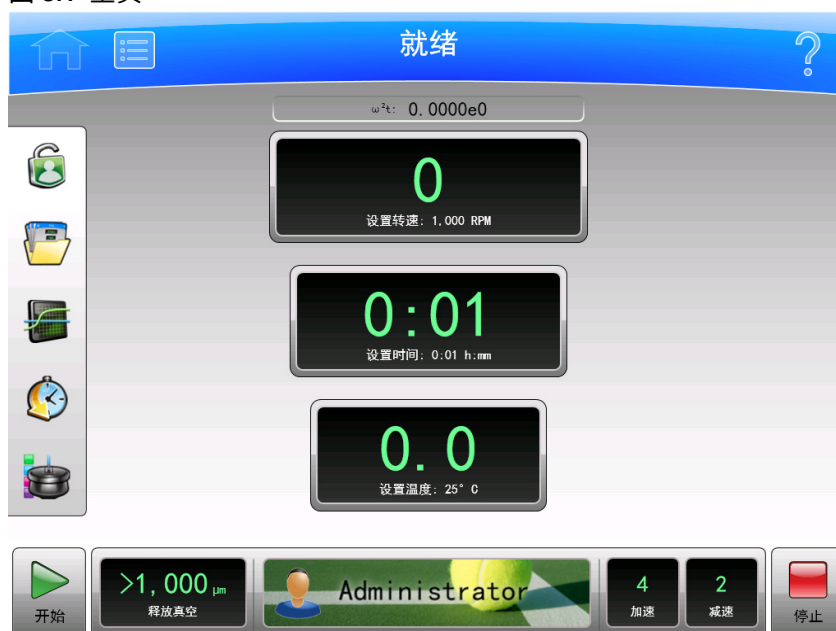 就绪
?
ω²t: 0.0000e0
0
设置转速: 1,000 RPM
0:01
设置时间: 0:01 h:mm
0.0
设置温度: 25° C
开始
>1,000 μm
释放真空
Administrator
4
加速
2
减速
停止